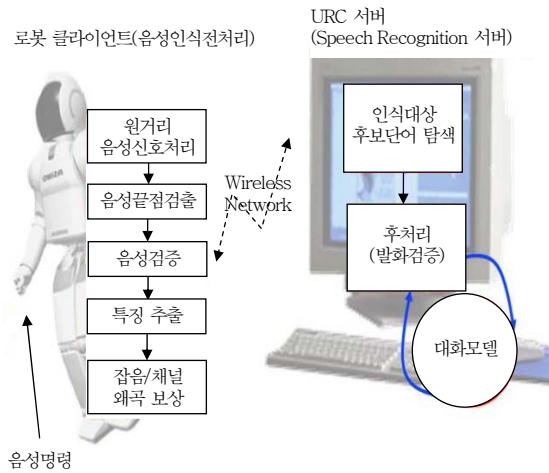 URC 서버
(Speech Recognition 서버)
로봇 클라이언트(음성인식전처리)
원거리
음성신호처리
음성끝점검출
음성검증
특징 추출
잡음/채널
왜곡 보상
음성명령
Wireless
Network
인식대상
후보단어 탐색
후처리
(발화검증)
대화모델